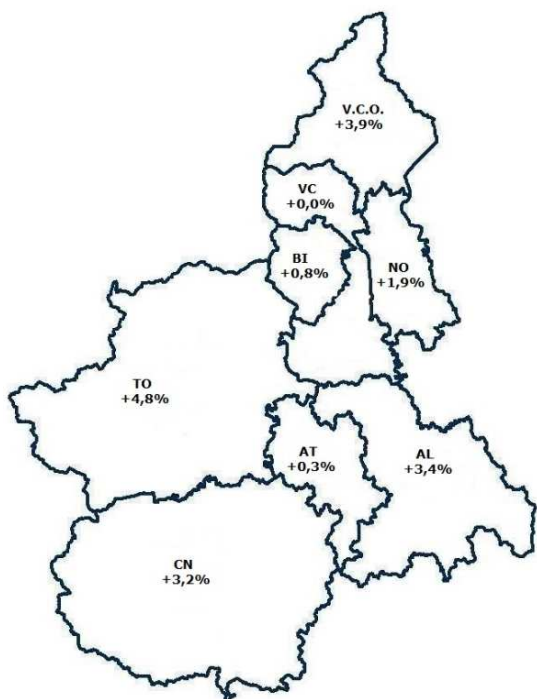 V.C.O.
+3,9%
VC
+0,0%
BI
+0,8%
NO
+1,9%
TO
+4,8%
AT
+0,3%
AL
+3,4%
CN
+3,2%